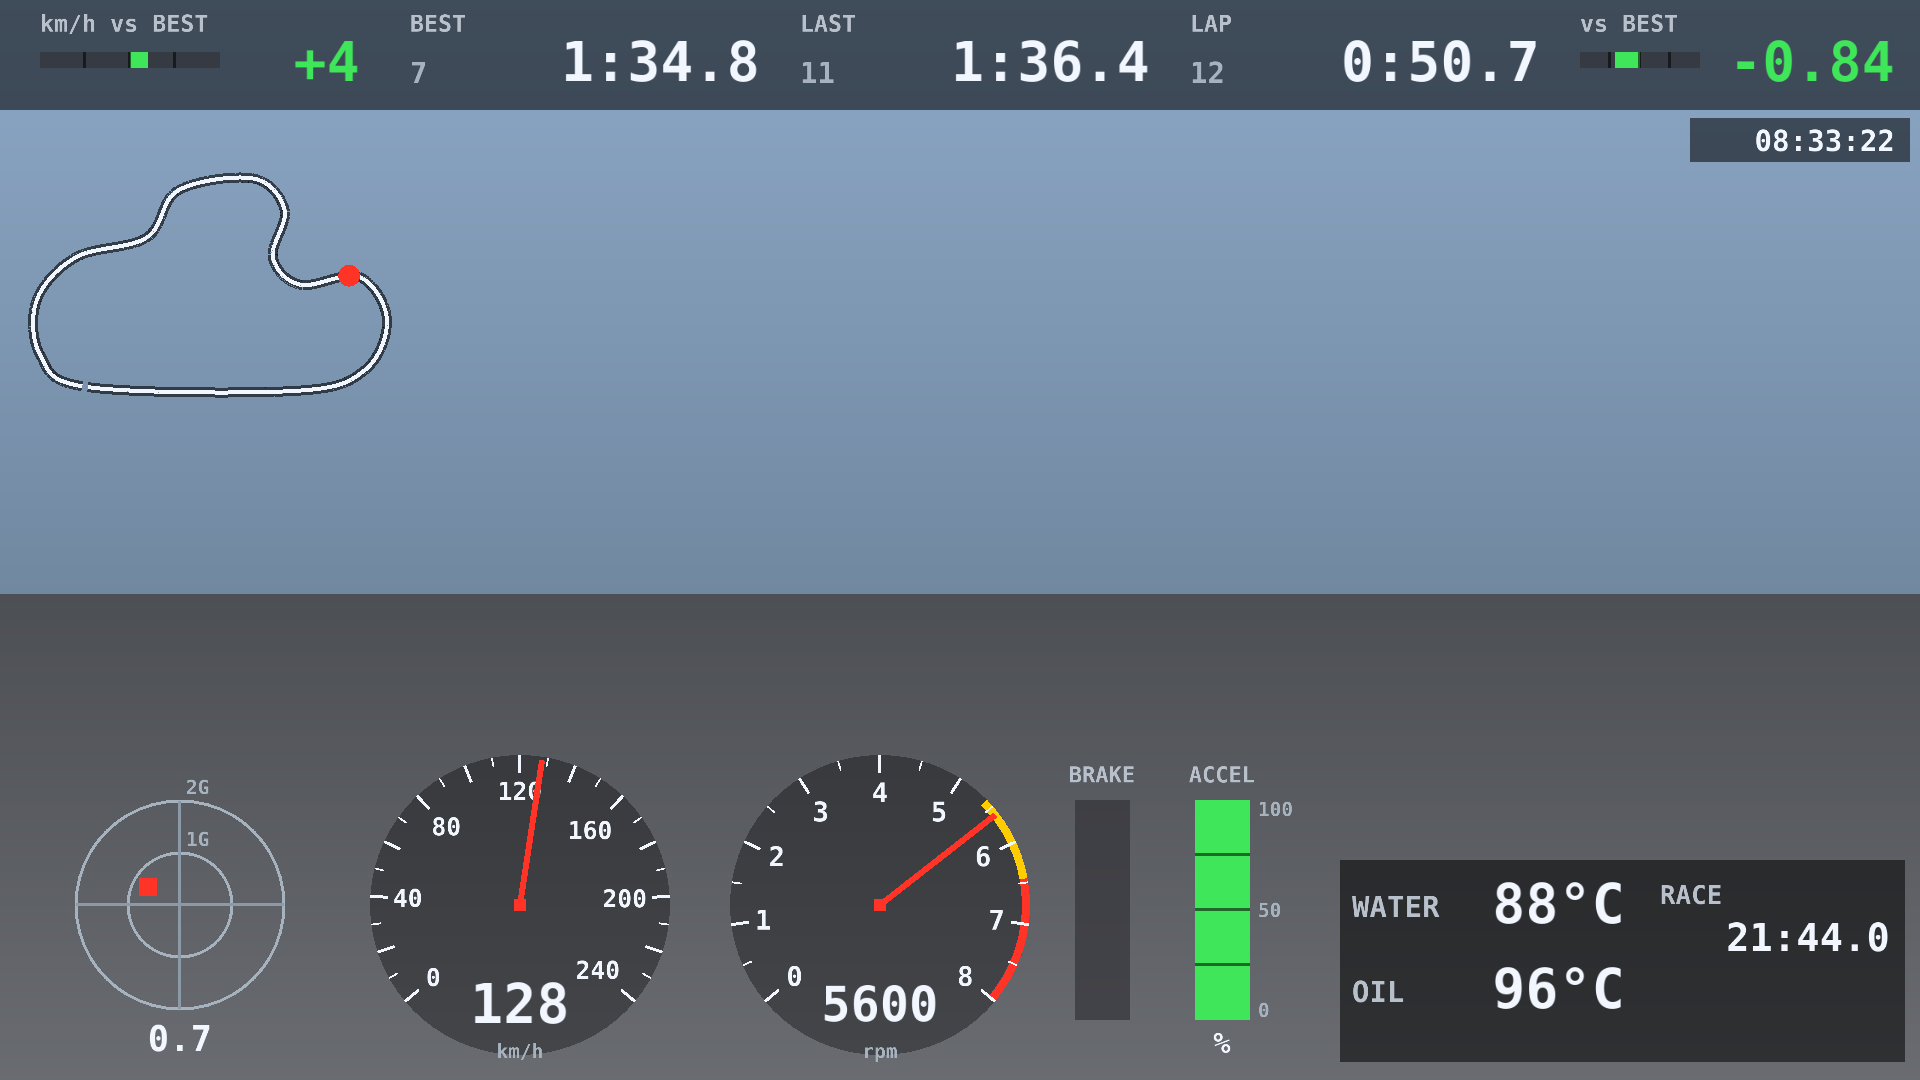 km/h vs BEST +4
BEST 7 1:34.8
LAST 11 1:36.4
LAP 12 0:50.7
vs BEST -0.84
08:33:22
2G
1G
0.7
0 40 80 120 160 200 240
128
km/h
0 1 2 3 4 5 6 7 8
5600
rpm
BRAKE
ACCEL
100
50
0
%
WATER 88°C
OIL 96°C
RACE
21:44.0